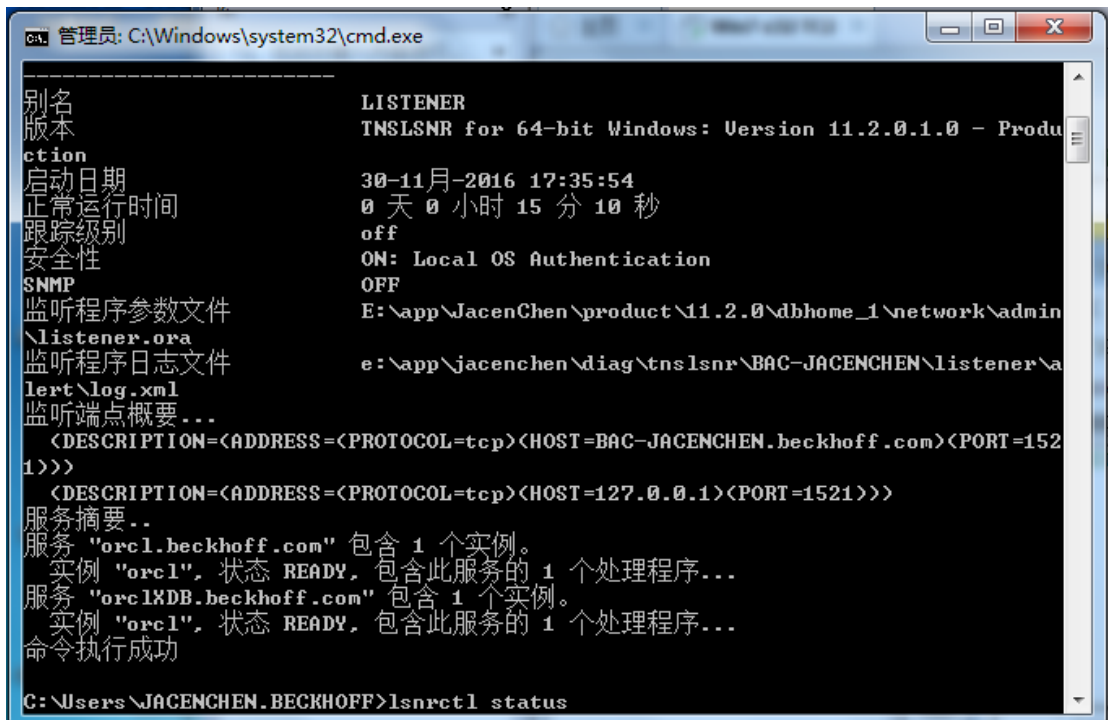 管理员: C:\Windows\system32\cmd.exe
------------------------
别名                      LISTENER
版本                      TNSLSNR for 64-bit Windows: Version 11.2.0.1.0 - Produ
ction
启动日期                  30-11月-2016 17:35:54
正常运行时间              0 天 0 小时 15 分 10 秒
跟踪级别                  off
安全性                    ON: Local OS Authentication
SNMP                      OFF
监听程序参数文件          E:\app\JacenChen\product\11.2.0\dbhome_1\network\admin
\listener.ora
监听程序日志文件          e:\app\jacenchen\diag\tnslsnr\BAC-JACENCHEN\listener\a
lert\log.xml
监听端点概要...
  (DESCRIPTION=(ADDRESS=(PROTOCOL=tcp)(HOST=BAC-JACENCHEN.beckhoff.com)(PORT=152
1)))
  (DESCRIPTION=(ADDRESS=(PROTOCOL=tcp)(HOST=127.0.0.1)(PORT=1521)))
服务摘要..
服务 "orcl.beckhoff.com" 包含 1 个实例。
  实例 "orcl", 状态 READY, 包含此服务的 1 个处理程序...
服务 "orclXDB.beckhoff.com" 包含 1 个实例。
  实例 "orcl", 状态 READY, 包含此服务的 1 个处理程序...
命令执行成功
C:\Users\JACENCHEN.BECKHOFF>lsnrctl status